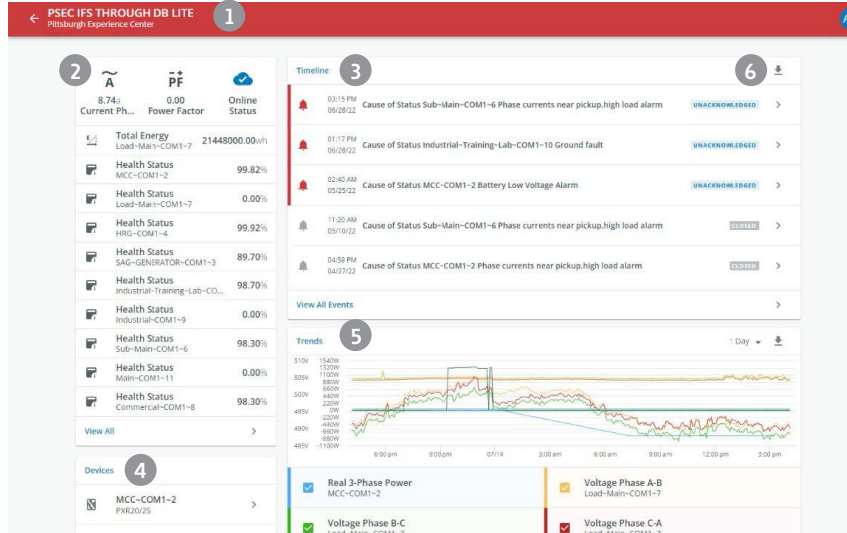 PSEC IFS THROUGH DB LITE
Pittsburgh Experience Center
1
2
A
PF
8.74a
0.00
Online
Current Ph...
Power Factor
Status
Total Energy
Load~Main~COM1~7
21448000.00wh
Health Status
MCC~COM1~2
99.82%
Health Status
Load~Main~COM1~7
0.00%
Health Status
HRG~COM1~4
99.92%
Health Status
SAG~GENERATOR~COM1~3
89.70%
Health Status
Industrial~Training~Lab~CO...
98.70%
Health Status
Industrial~COM1~9
0.00%
Health Status
Sub~Main~COM1~6
98.30%
Health Status
Main~COM1~11
0.00%
Health Status
Commercial~COM1~8
98.30%
View All
Devices
4
MCC~COM1~2
PXR20/25
Timeline
3
6
03:15 PM
06/28/22
Cause of Status Sub~Main~COM1~6 Phase currents near pickup,high load alarm
UNACKNOWLEDGED
01:17 PM
06/28/22
Cause of Status Industrial~Training~Lab~COM1~10 Ground fault
UNACKNOWLEDGED
02:40 AM
05/25/22
Cause of Status MCC~COM1~2 Battery Low Voltage Alarm
UNACKNOWLEDGED
11:20 AM
05/10/22
Cause of Status Sub~Main~COM1~6 Phase currents near pickup,high load alarm
CLOSED
04:59 PM
04/27/22
Cause of Status MCC~COM1~2 Phase currents near pickup,high load alarm
CLOSED
View All Events
Trends
5
1 Day
510V
505V
500V
495V
490V
485V
1540W
1320W
1100W
880W
660W
440W
220W
0W
-220W
-440W
-660W
-880W
-1100W
6:00 pm
9:00 pm
07/14
3:00 am
6:00 am
9:00 am
12:00 pm
3:00 pm
Real 3-Phase Power
MCC~COM1~2
Voltage Phase A-B
Load~Main~COM1~7
Voltage Phase B-C
Load~Main~COM1~7
Voltage Phase C-A
Load~Main~COM1~7